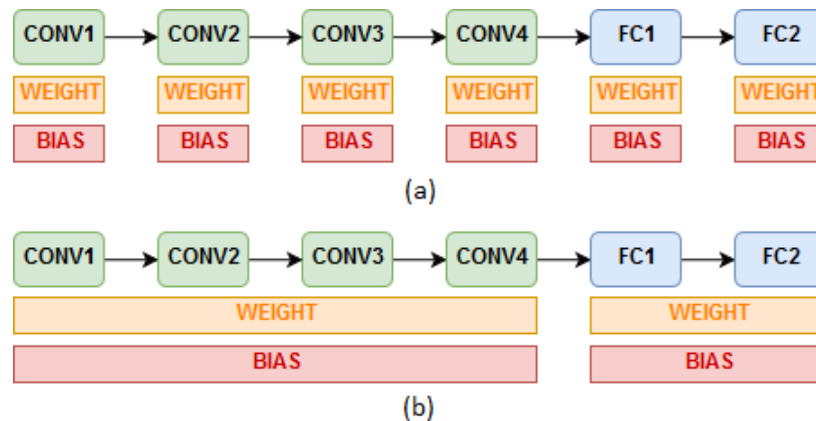 CONV1 CONV2 CONV3 CONV4 FC1 FC2
WEIGHT WEIGHT WEIGHT WEIGHT WEIGHT WEIGHT
BIAS BIAS BIAS BIAS BIAS BIAS
(a)
CONV1 CONV2 CONV3 CONV4 FC1 FC2
WEIGHT WEIGHT
BIAS BIAS
(b)